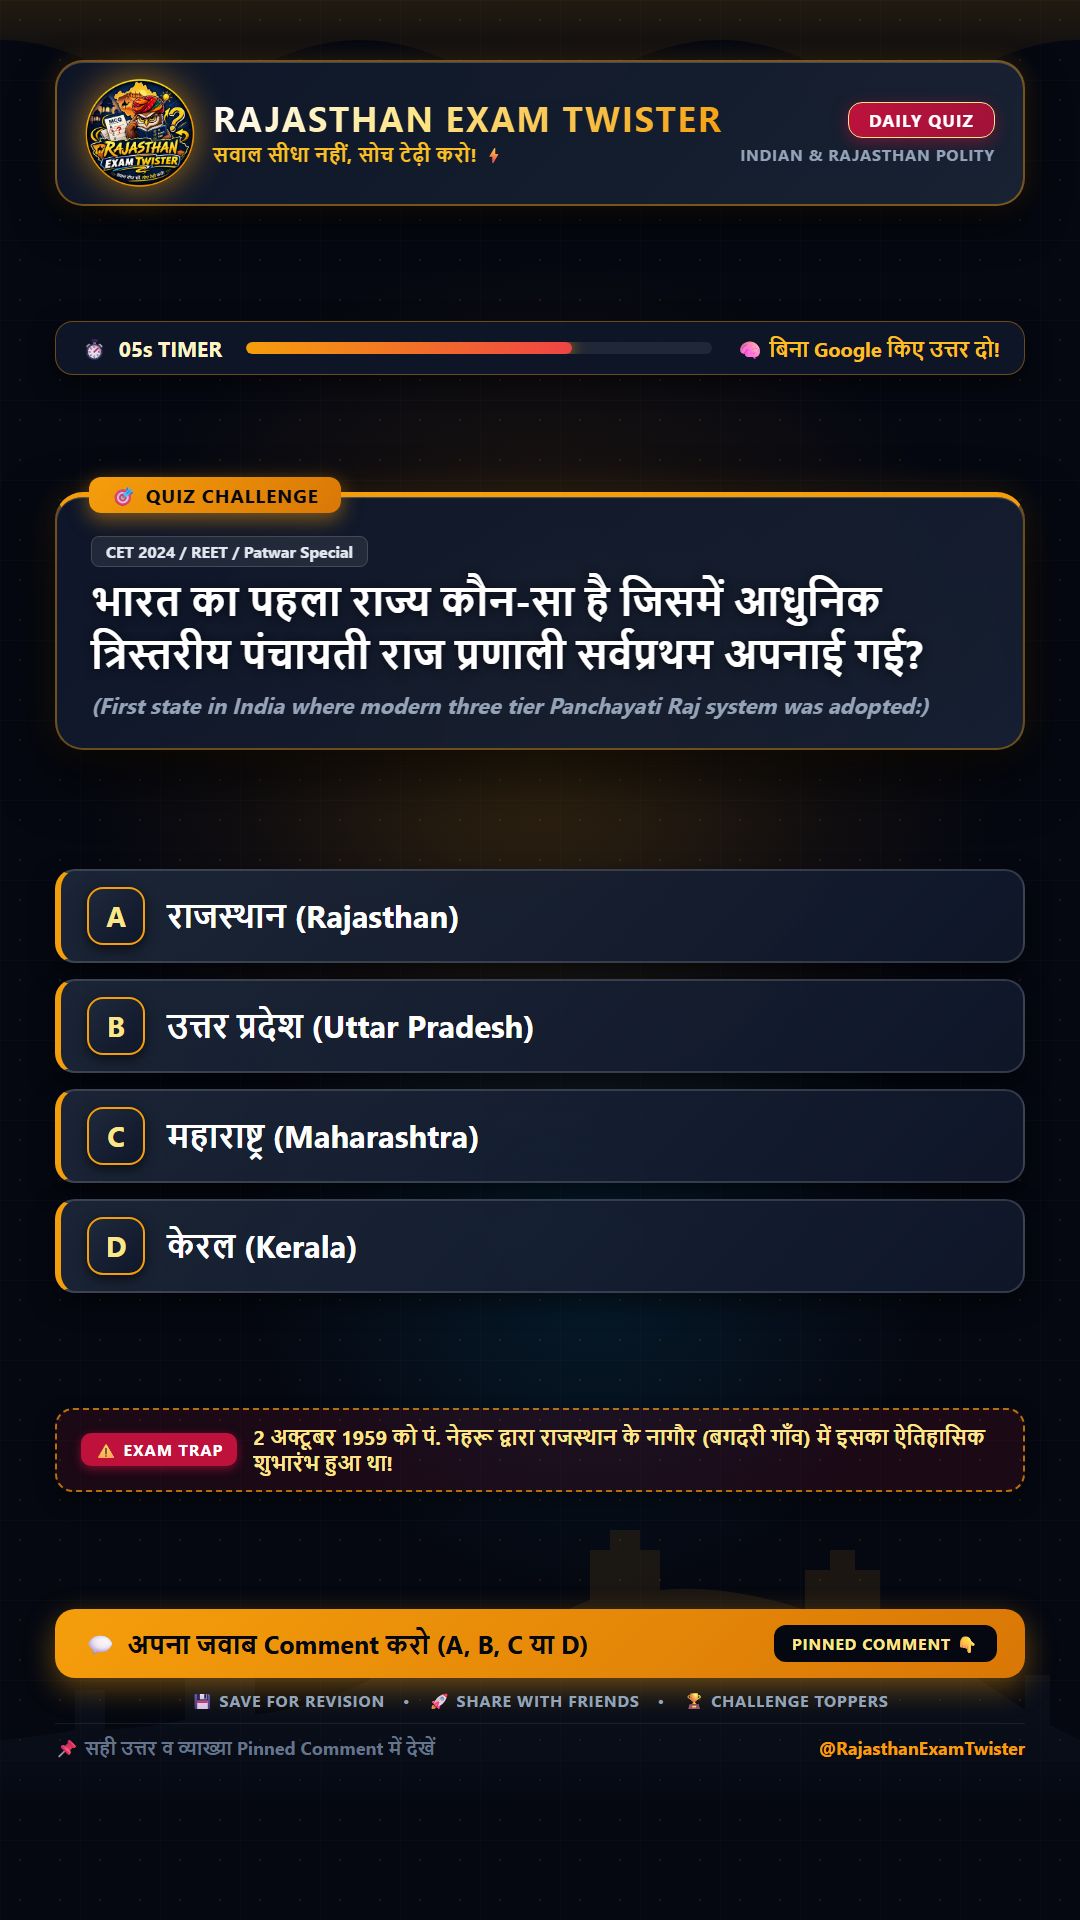 RAJASTHAN EXAM TWISTER
सवाल सीधा नहीं, सोच टेढ़ी करो! ⚡
DAILY QUIZ
INDIAN & RAJASTHAN POLITY
RAJASTHAN
EXAM TWISTER
⏱️ 05s TIMER
🧠 बिना Google किए उत्तर दो!
🎯 QUIZ CHALLENGE
CET 2024 / REET / Patwar Special
भारत का पहला राज्य कौन-सा है जिसमें आधुनिक
त्रिस्तरीय पंचायती राज प्रणाली सर्वप्रथम अपनाई गई?
(First state in India where modern three tier Panchayati Raj system was adopted:)
A राजस्थान (Rajasthan)
B उत्तर प्रदेश (Uttar Pradesh)
C महाराष्ट्र (Maharashtra)
D केरल (Kerala)
⚠️ EXAM TRAP
2 अक्टूबर 1959 को पं. नेहरू द्वारा राजस्थान के नागौर (बगदरी गाँव) में इसका ऐतिहासिक
शुभारंभ हुआ था!
💬 अपना जवाब Comment करो (A, B, C या D)
PINNED COMMENT 👇
💾 SAVE FOR REVISION • 🚀 SHARE WITH FRIENDS • 🏆 CHALLENGE TOPPERS
📌 सही उत्तर व व्याख्या Pinned Comment में देखें
@RajasthanExamTwister